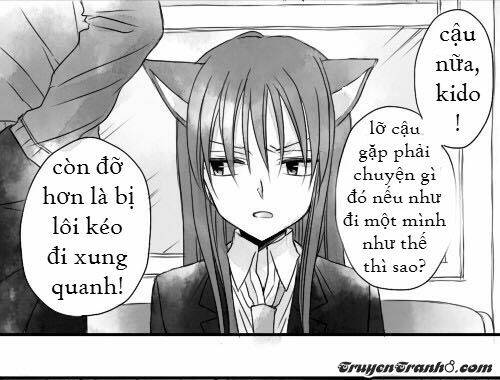 cậu
nữa,
kido
!
lỡ cậu
gặp phải
chuyện gì
đó nếu như
đi một mình
như thế
thì sao?
còn đỡ
hơn là bị
lôi kéo
đi xung
quanh!
TruyenTranh8.com